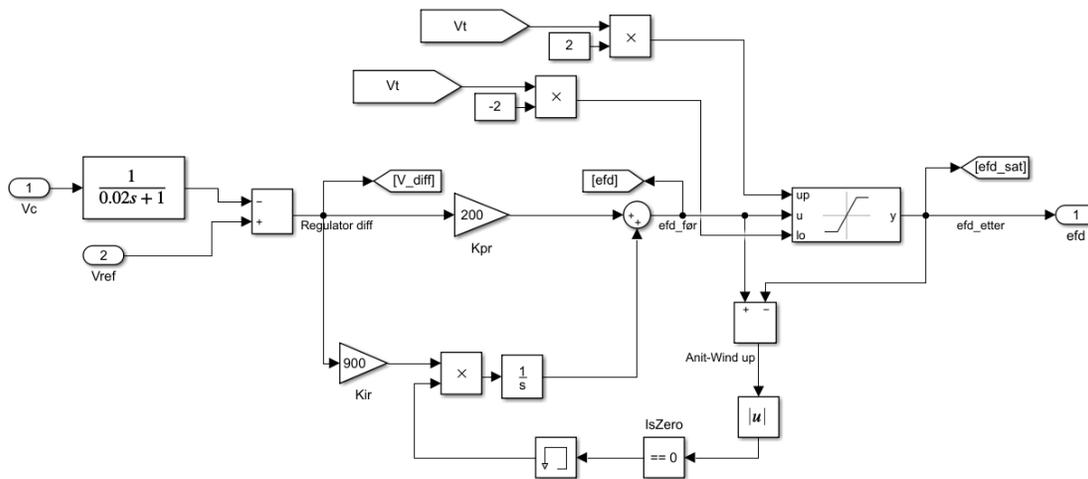 Vt
2
×
Vt
-2
×
1
Vc
1
0.02s + 1
−
+
2
Vref
[V_diff]
Regulator diff
200
Kpr
[efd]
+
+
efd_før
up
u
lo
y
[efd_sat]
efd_etter
1
efd
+ −
Anit-Wind up
900
Kir
×
1
s
|u|
IsZero
== 0